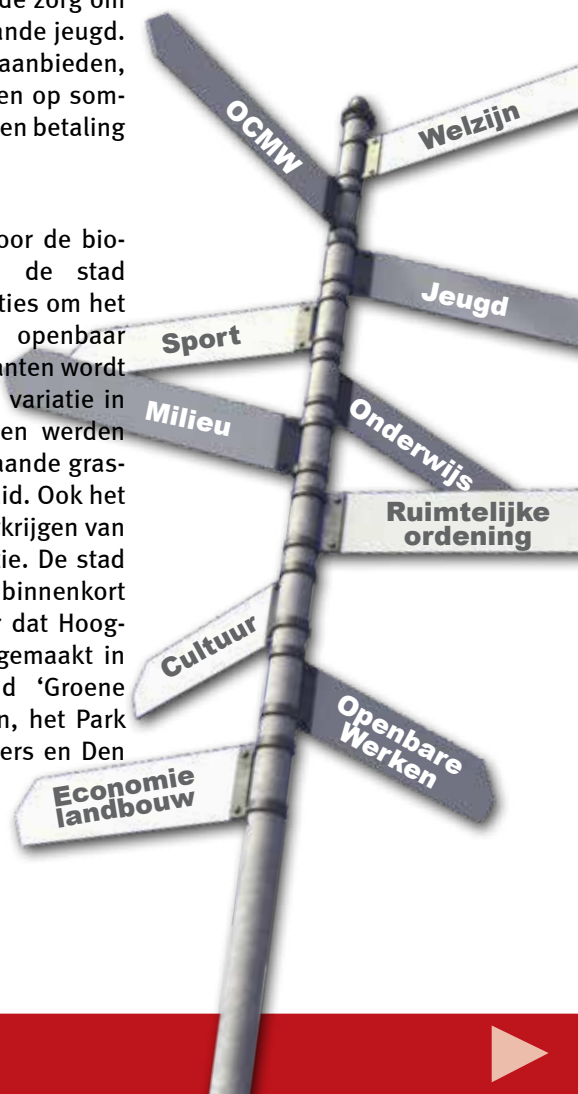 de zorg om
ande jeugd.
aanbieden,
en op som-
en betaling
oor de bio-
de stad
ties om het
openbaar
anten wordt
variatie in
en werden
aande gras-
id. Ook het
krijgen van
tie. De stad
binnenkort
dat Hoog-
gemaakt in
d ‘Groene
n, het Park
ers en Den
OCMW
Welzijn
Jeugd
Sport
Milieu
Onderwijs
Ruimtelijke
ordening
Cultuur
Openbare
Werken
Economie
landbouw